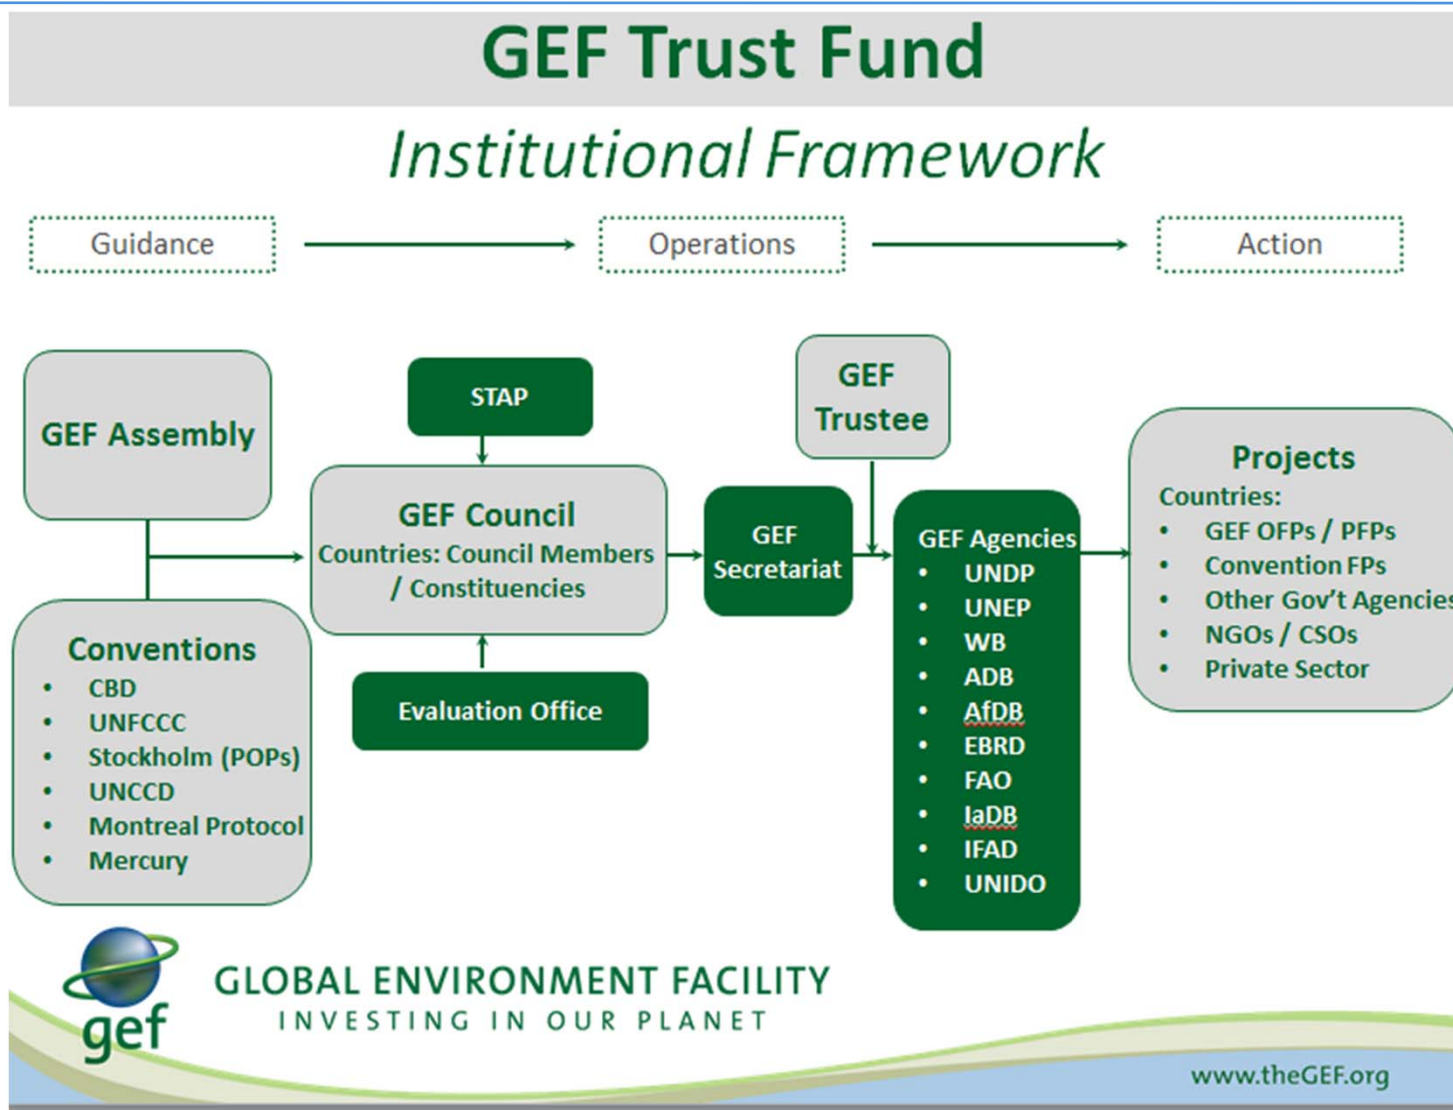 GEF Trust Fund
Institutional Framework
Guidance
Operations
Action
GEF Assembly
Conventions
• CBD
• UNFCCC
• Stockholm (POPs)
• UNCCD
• Montreal Protocol
• Mercury
STAP
GEF Council
Countries: Council Members
/ Constituencies
Evaluation Office
GEF
Secretariat
GEF
Trustee
GEF Agencies
• UNDP
• UNEP
• WB
• ADB
• AfDB
• EBRD
• FAO
• IaDB
• IFAD
• UNIDO
Projects
Countries:
• GEF OFPs / PFPs
• Convention FPs
• Other Gov't Agencies
• NGOs / CSOs
• Private Sector
gef
GLOBAL ENVIRONMENT FACILITY
INVESTING IN OUR PLANET
www.theGEF.org